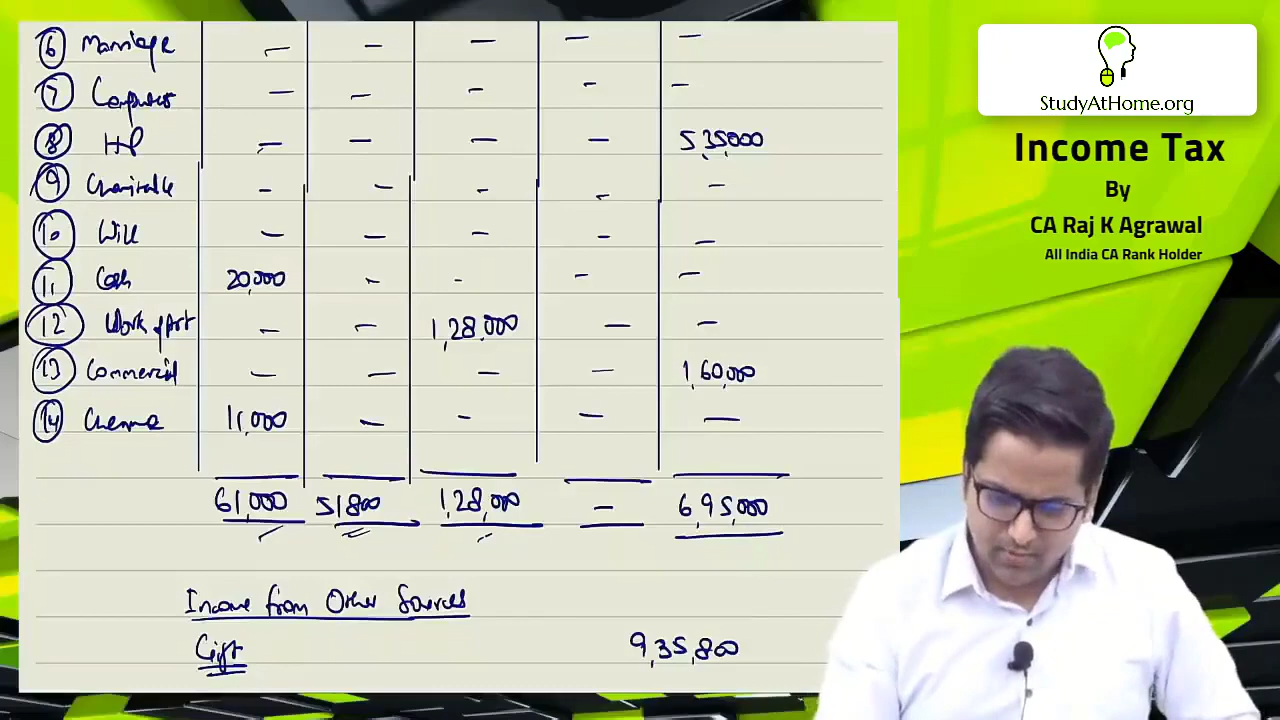 6 Marriage — — — — —
7 Computer — — — — —
8 HP — — — — 5,35,000
9 Charitable — — — — —
10 Will — — — — —
11 Cash 20,000 - - - -
12 Work of Art — — 1,28,000 — —
13 Commercial — — — — 1,60,000
14 Chennai 11,000 — - — —
61,000 51,800 1,28,000 — 6,95,000
Income from Other Sources
Gift 9,35,800
StudyAtHome.org
Income Tax
By
CA Raj K Agrawal
All India CA Rank Holder